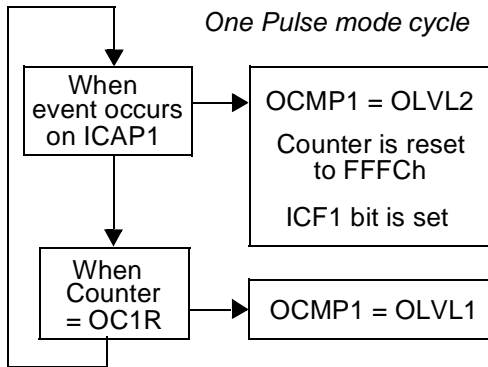 One Pulse mode cycle
When
event occurs
on ICAP1
OCMP1 = OLVL2
Counter is reset
to FFFCh
ICF1 bit is set
When
Counter
= OC1R
OCMP1 = OLVL1